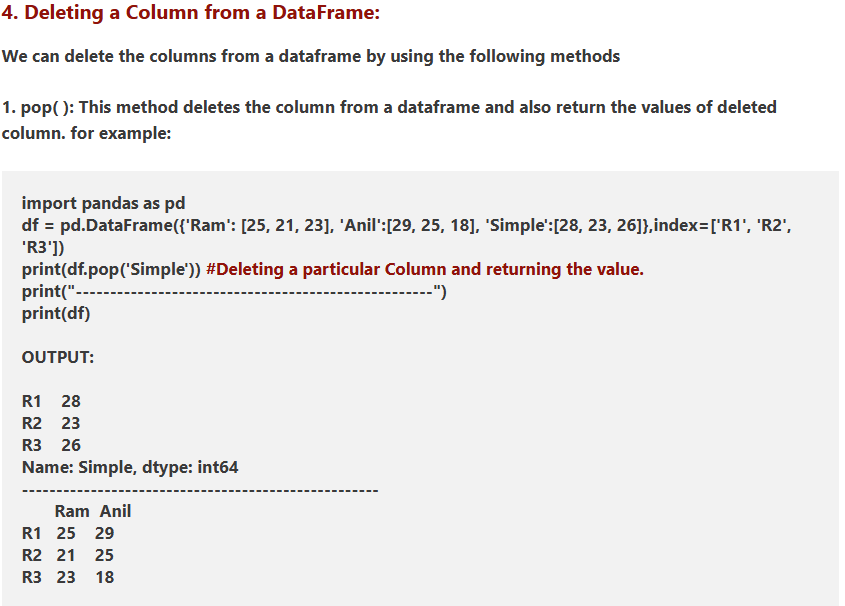 4. Deleting a Column from a DataFrame:
We can delete the columns from a dataframe by using the following methods
1. pop( ): This method deletes the column from a dataframe and also return the values of deleted
column. for example:
import pandas as pd
df = pd.DataFrame({'Ram': [25, 21, 23], 'Anil':[29, 25, 18], 'Simple':[28, 23, 26]},index=['R1', 'R2',
'R3'])
print(df.pop('Simple')) #Deleting a particular Column and returning the value.
print("----------------------------------------------------")
print(df)
OUTPUT:
R1 28
R2 23
R3 26
Name: Simple, dtype: int64
----------------------------------------------------
Ram Anil
R1 25 29
R2 21 25
R3 23 18